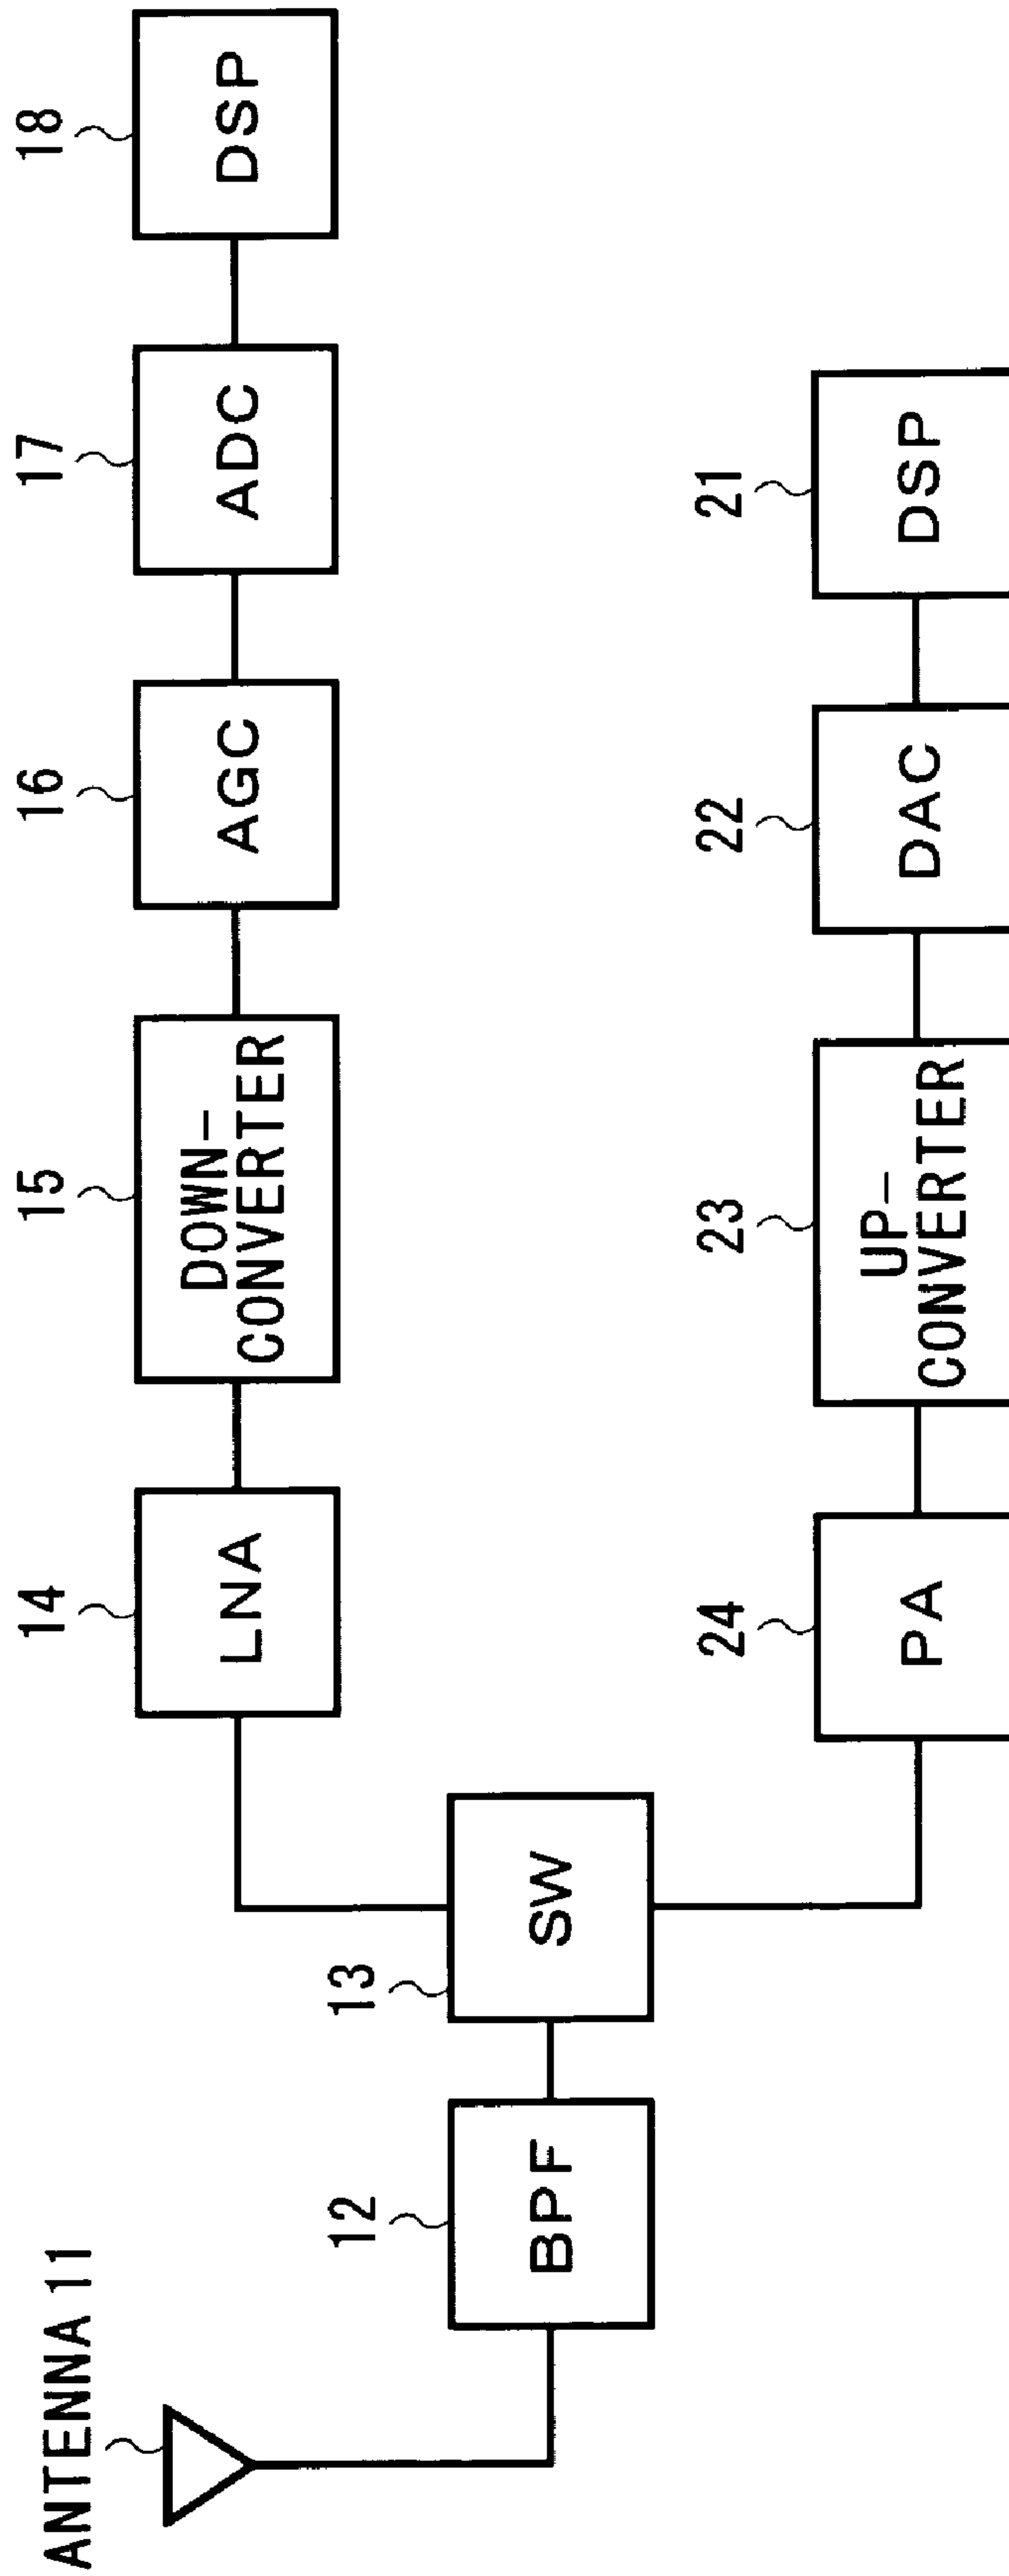 ANTENNA 11
12
BPF
13
SW
14
LNA
15
DOWN-
CONVERTER
16
AGC
17
ADC
18
DSP
24
PA
23
UP-
CONVERTER
22
DAC
21
DSP